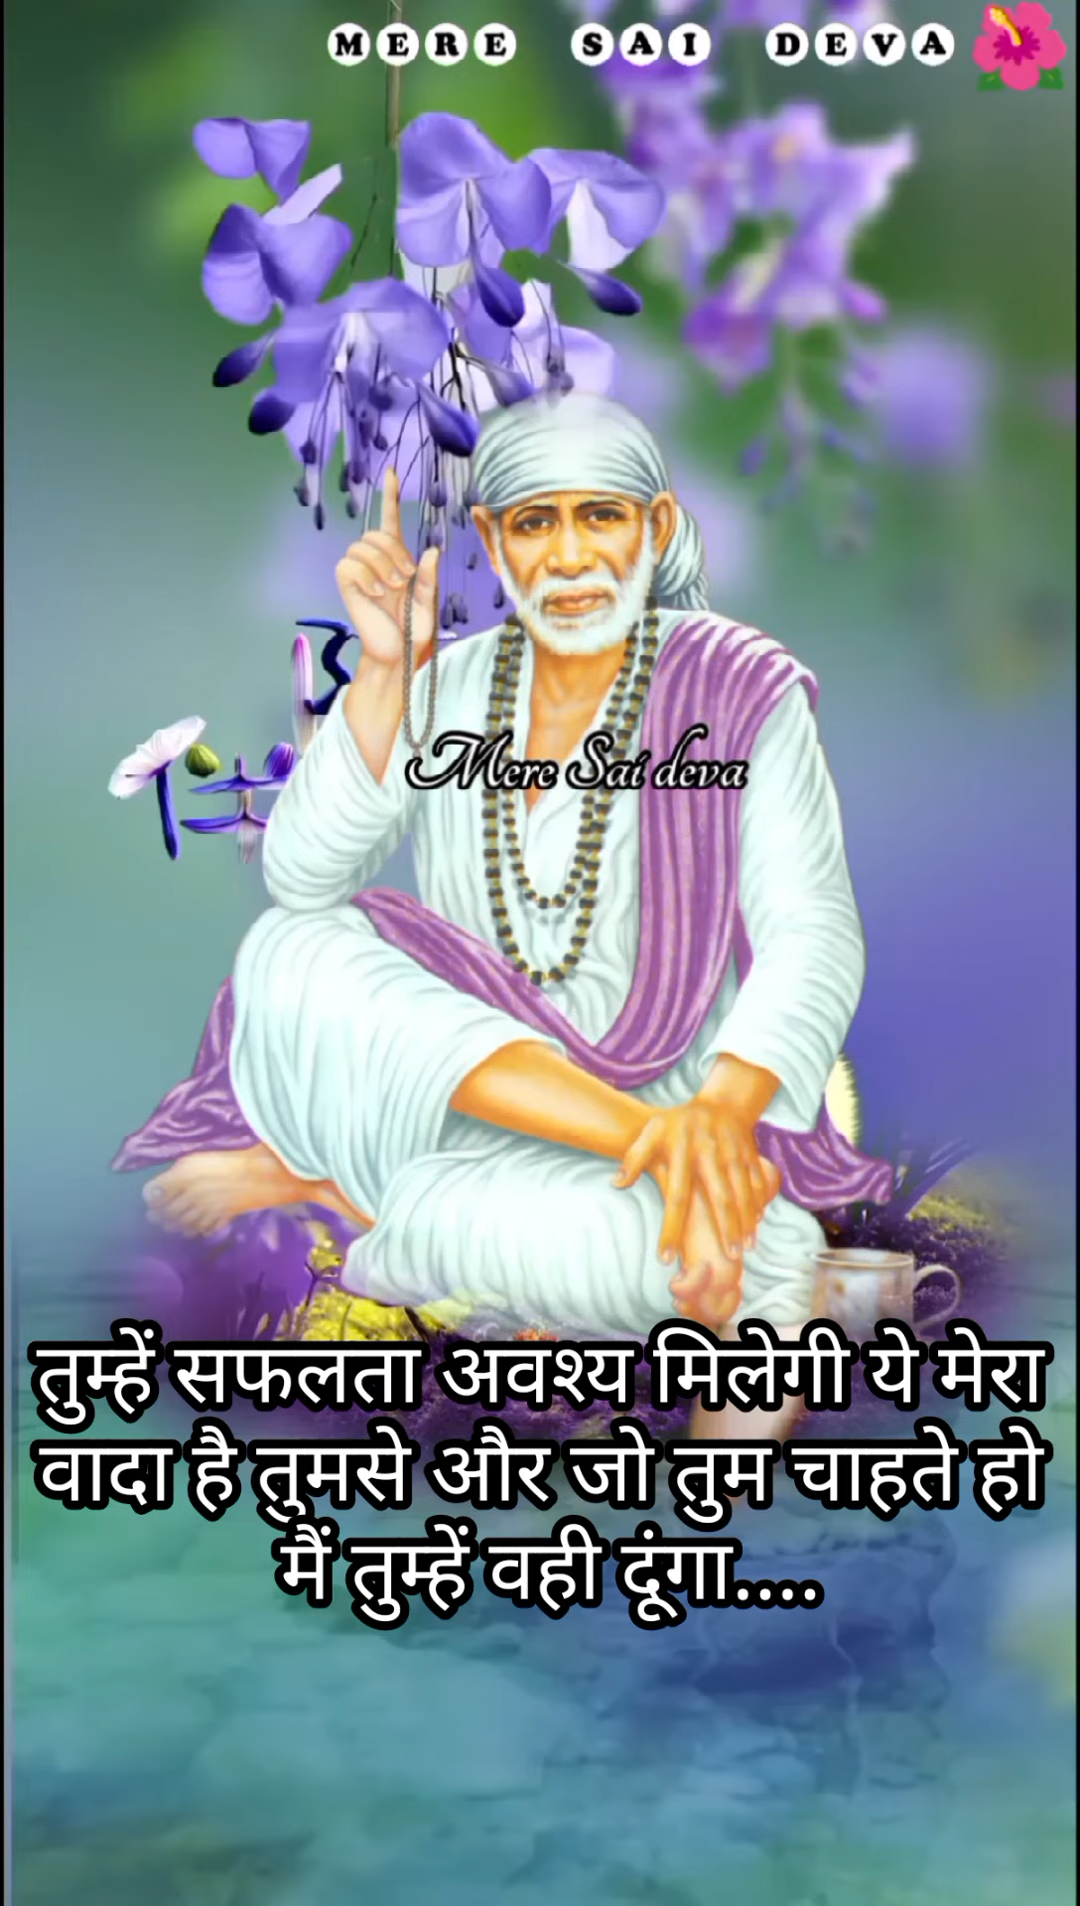 MERE SAI DEVA
Mere Sai deva
तुम्हें सफलता अवश्य मिलेगी ये मेरा
वादा है तुमसे और जो तुम चाहते हो
मैं तुम्हें वही दूंगा....